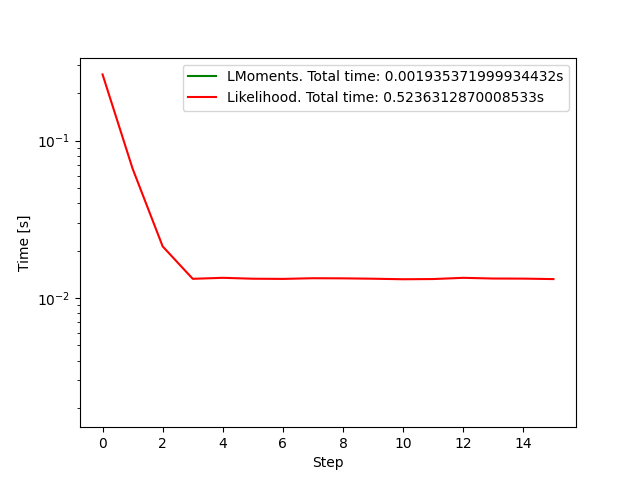 LMoments. Total time: 0.001935371999934432s
Likelihood. Total time: 0.5236312870008533s
10⁻¹
10⁻²
Time [s]
0 2 4 6 8 10 12 14
Step